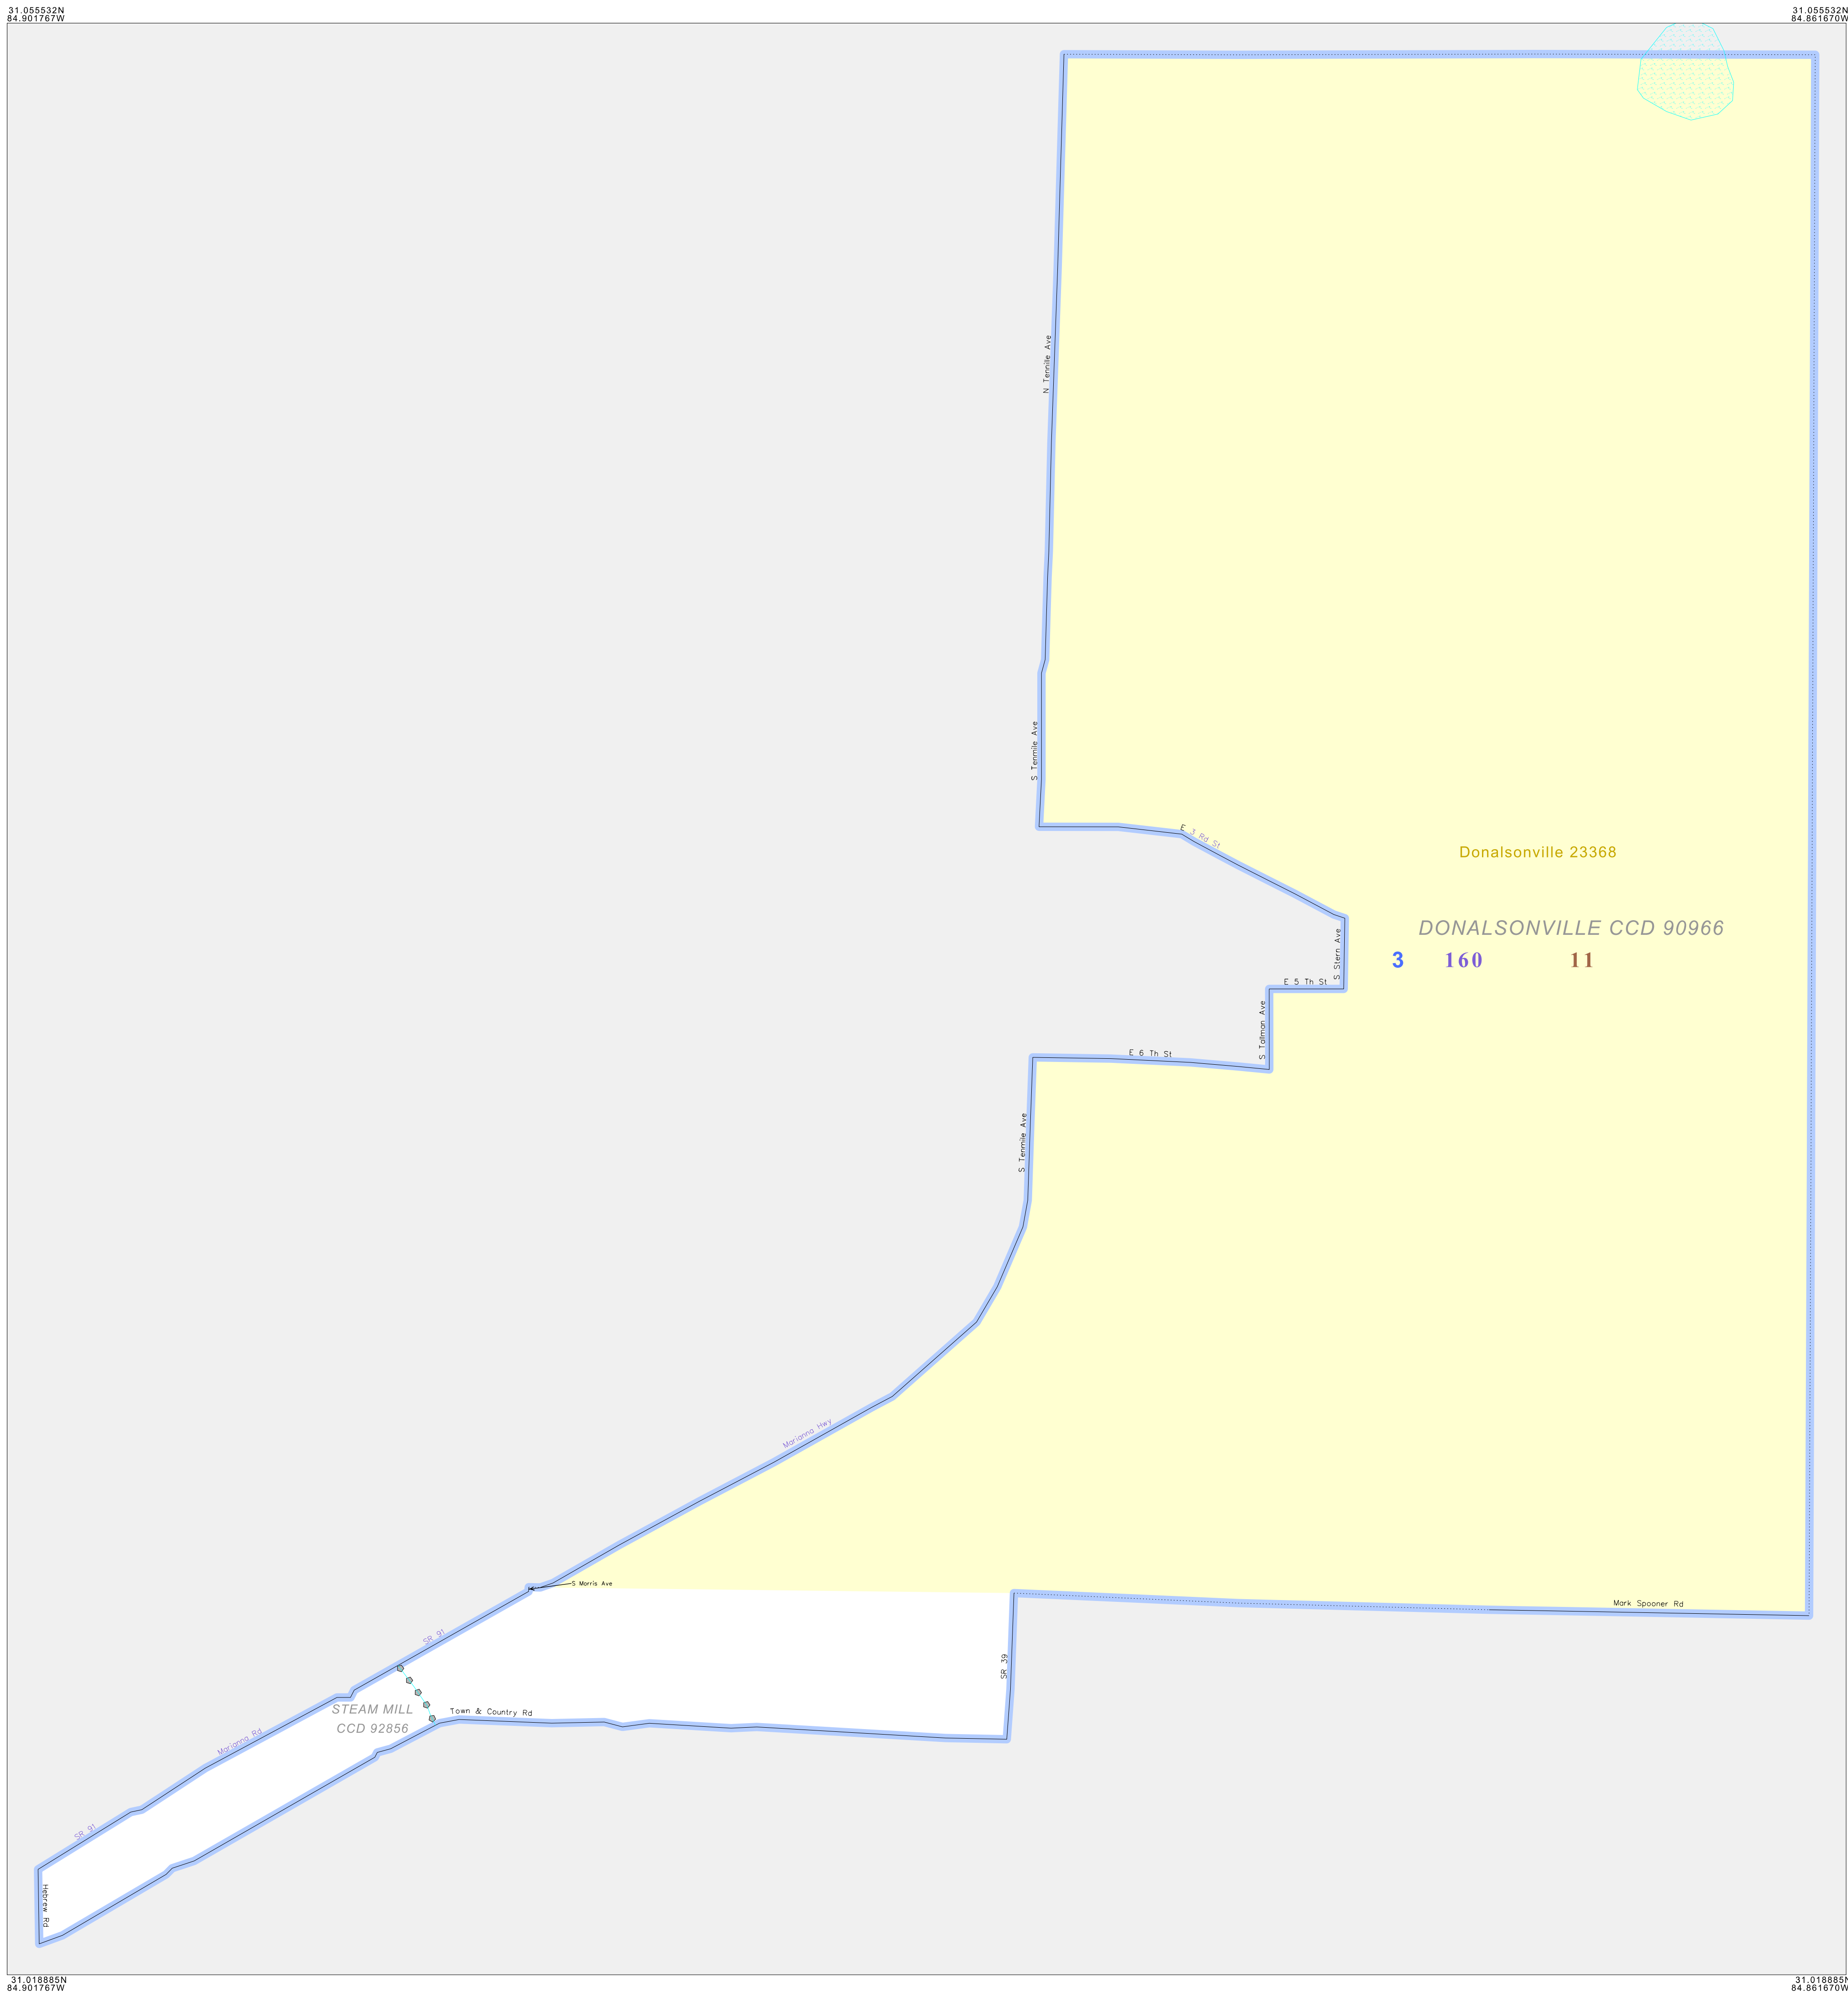 31.055532N
84.901767W
31.055532N
84.861670W
N Tennile Ave
S Tenmile Ave
E 3 Rd St
Donalsonville 23368
DONALSONVILLE CCD 90966
3 160 11
S Stern Ave
E 5 Th St
S Tallman Ave
E 6 Th St
S Tenmile Ave
Marianna Hwy
S Morris Ave
Mark Spooner Rd
SR 91
SR 39
STEAM MILL
CCD 92856
Town & Country Rd
Marianna Rd
SR 91
Hebrew Rd
31.018885N
84.901767W
31.018885N
84.861670W